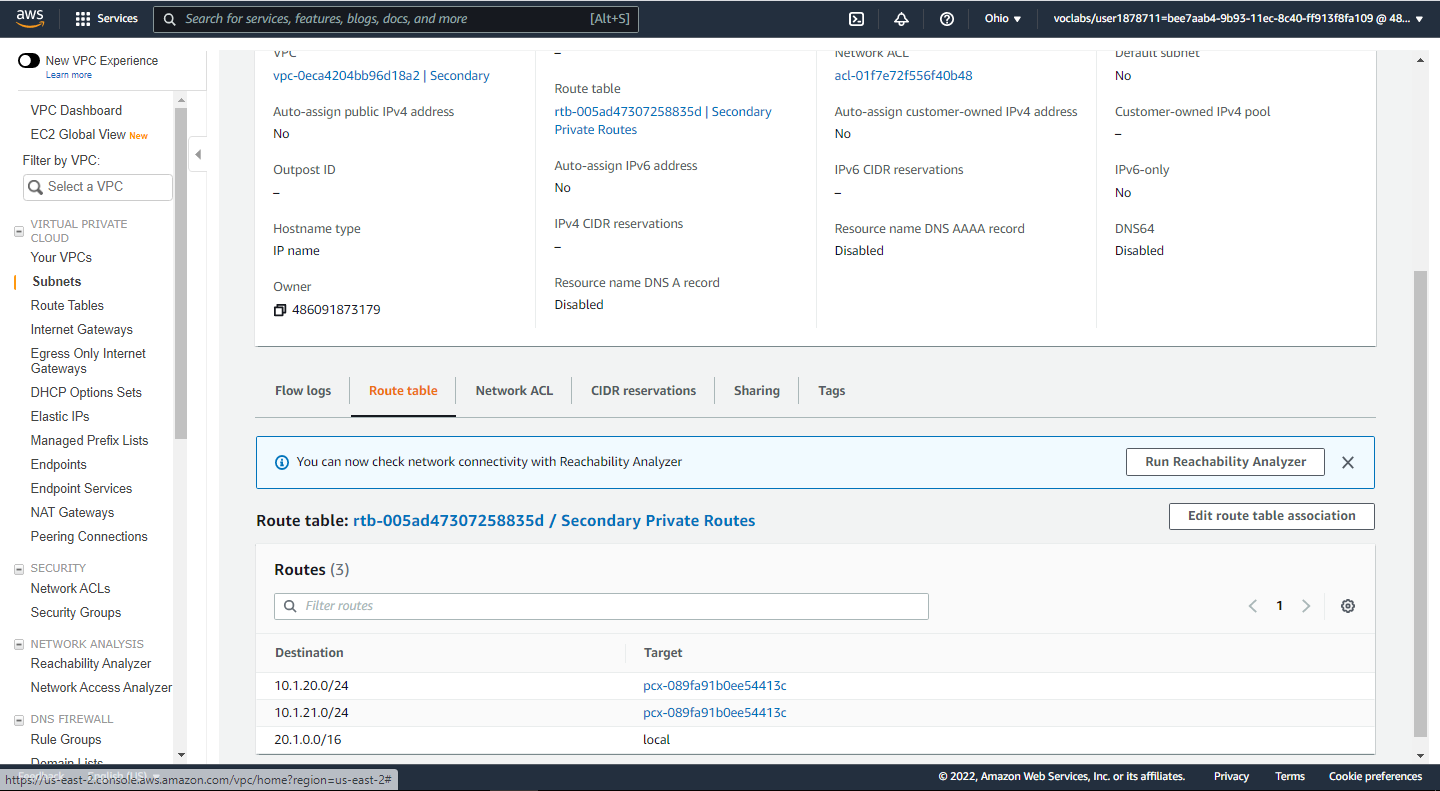 aws
Services
Search for services, features, blogs, docs, and more
[Alt+S]
Ohio ▼
voclabs/user1878711=bee7aab4-9b93-11ec-8c40-ff913f8fa109 @ 48... ▼
New VPC Experience
Learn more
VPC Dashboard
EC2 Global View New
Filter by VPC:
Select a VPC
VIRTUAL PRIVATE
CLOUD
Your VPCs
Subnets
Route Tables
Internet Gateways
Egress Only Internet
Gateways
DHCP Options Sets
Elastic IPs
Managed Prefix Lists
Endpoints
Endpoint Services
NAT Gateways
Peering Connections
SECURITY
Network ACLs
Security Groups
NETWORK ANALYSIS
Reachability Analyzer
Network Access Analyzer
DNS FIREWALL
Rule Groups
Domain Lists
VPC
vpc-0eca4204bb96d18a2 | Secondary
Auto-assign public IPv4 address
No
Outpost ID
–
Hostname type
IP name
Owner
486091873179
–
Route table
rtb-005ad47307258835d | Secondary
Private Routes
Auto-assign IPv6 address
No
IPv4 CIDR reservations
–
Resource name DNS A record
Disabled
Network ACL
acl-01f7e72f556f40b48
Auto-assign customer-owned IPv4 address
No
IPv6 CIDR reservations
–
Resource name DNS AAAA record
Disabled
Default subnet
No
Customer-owned IPv4 pool
–
IPv6-only
No
DNS64
Disabled
Flow logs
Route table
Network ACL
CIDR reservations
Sharing
Tags
You can now check network connectivity with Reachability Analyzer
Run Reachability Analyzer
Route table: rtb-005ad47307258835d / Secondary Private Routes
Edit route table association
Routes (3)
Filter routes
1
Destination Target
10.1.20.0/24 pcx-089fa91b0ee54413c
10.1.21.0/24 pcx-089fa91b0ee54413c
20.1.0.0/16 local
Feedback English (US) ▼
https://us-east-2.console.aws.amazon.com/vpc/home?region=us-east-2#
© 2022, Amazon Web Services, Inc. or its affiliates. Privacy Terms Cookie preferences